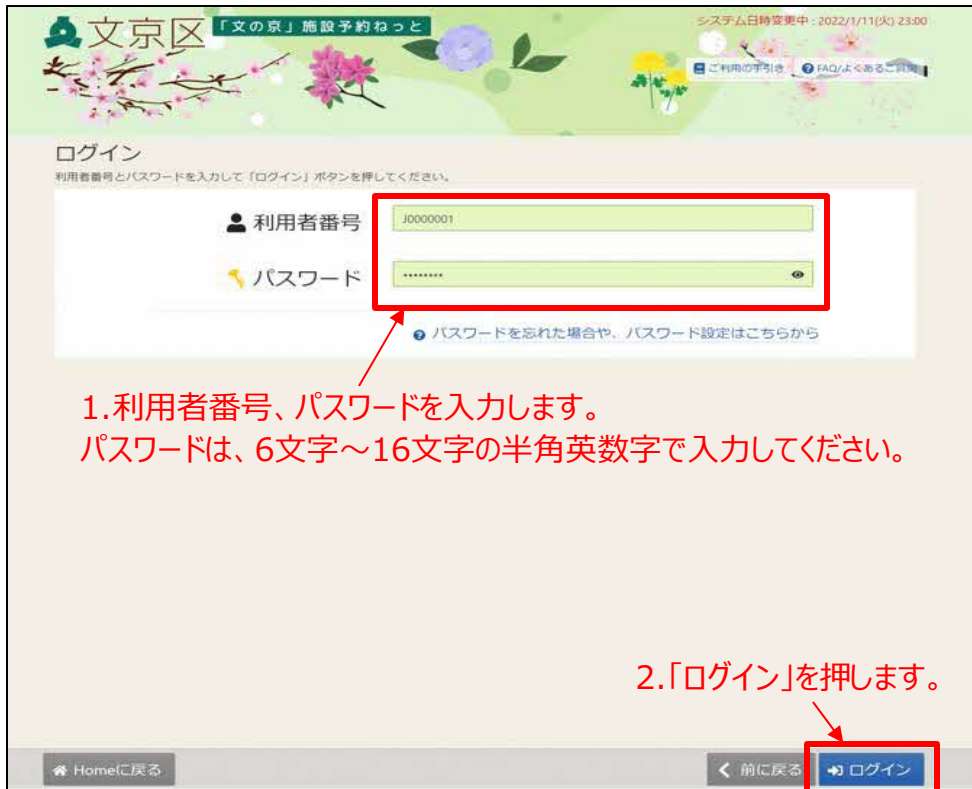 文京区 「文の京」施設予約ねっと
システム日時変更中 : 2022/1/11(火) 23:00
ご利用の手引き FAQ/よくあるご質問
ログイン
利用者番号とパスワードを入力して「ログイン」ボタンを押してください。
利用者番号 J0000001
パスワード ••••••••
パスワードを忘れた場合や、パスワード設定はこちらから
1.利用者番号、パスワードを入力します。
パスワードは、6文字～16文字の半角英数字で入力してください。
2.「ログイン」を押します。
Homeに戻る 前に戻る ログイン